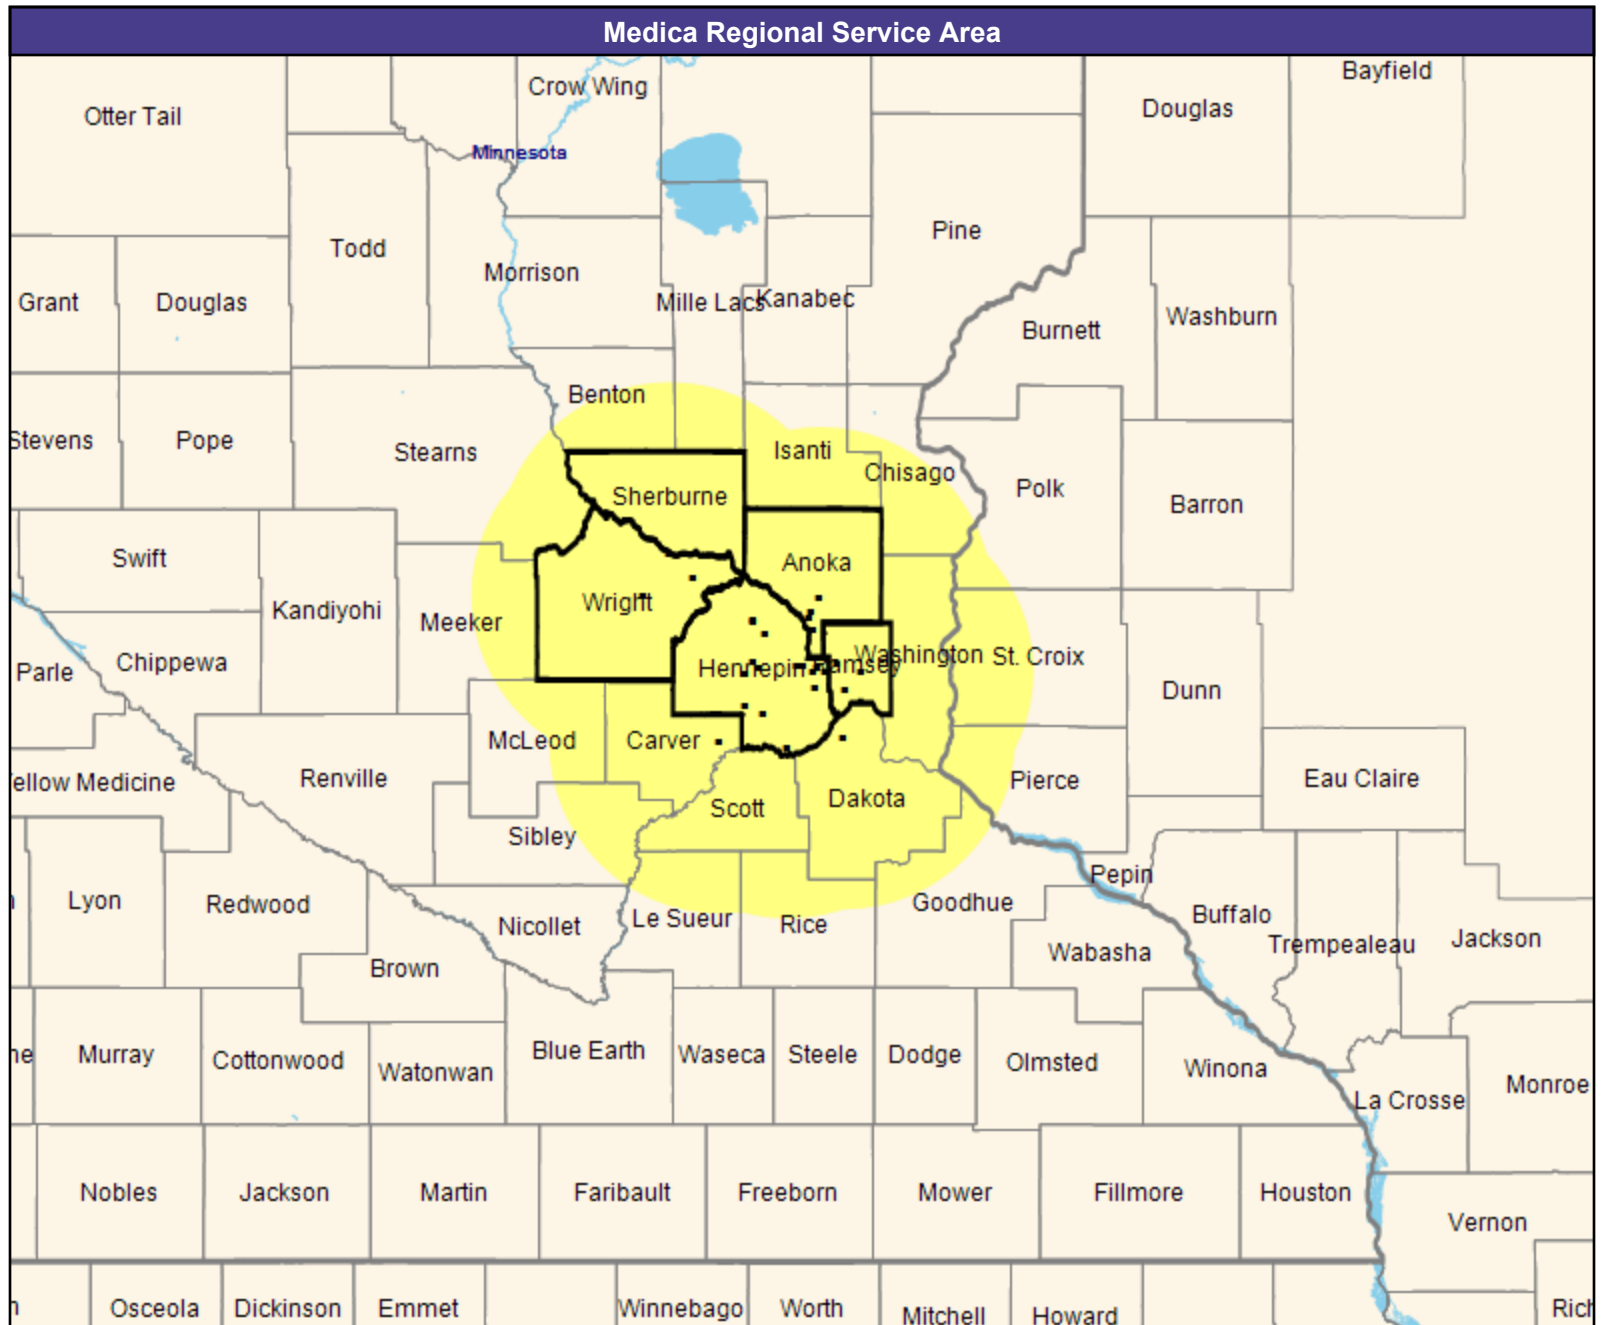 Medica Regional Service Area
Bayfield
Crow Wing
Douglas
Otter Tail
Minnesota
Pine
Todd
Morrison
Grant
Douglas
Mille Lacs
Kanabec
Washburn
Burnett
Benton
Stevens
Pope
Stearns
Isanti
Chisago
Polk
Sherburne
Barron
Swift
Anoka
Kandiyohi
Wright
Meeker
Parle
Chippewa
Hennepin
Ramsey
Washington
St. Croix
Dunn
McLeod
Carver
Renville
ellow Medicine
Pierce
Eau Claire
Scott
Dakota
Sibley
Pepin
Lyon
Redwood
Nicollet
Le Sueur
Rice
Goodhue
Buffalo
Trempealeau
Jackson
Brown
Wabasha
Murray
Cottonwood
Watonwan
Blue Earth
Waseca
Steele
Dodge
Olmsted
Winona
Monroe
La Crosse
Nobles
Jackson
Martin
Faribault
Freeborn
Mower
Fillmore
Houston
Vernon
Osceola
Dickinson
Emmet
Winnebago
Worth
Mitchell
Howard
Rich